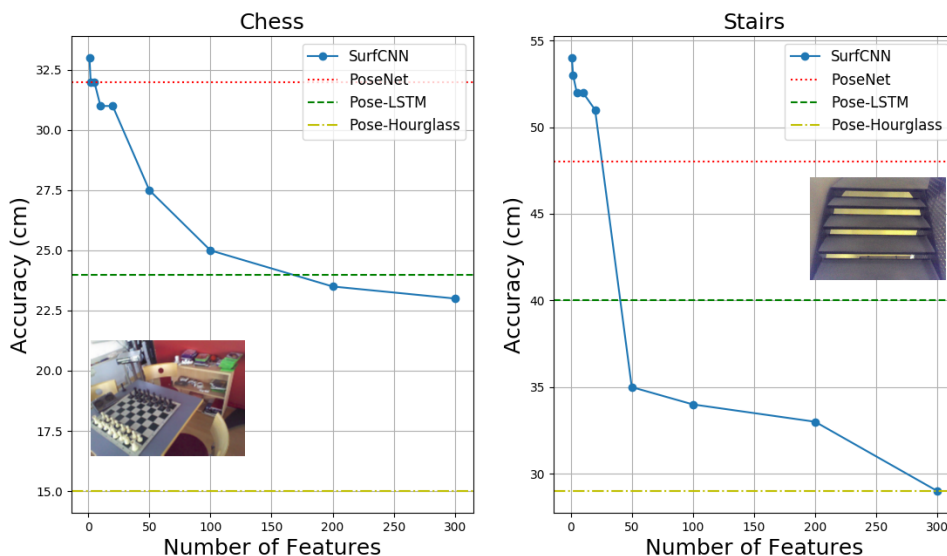 Chess
Accuracy (cm)
32.5
30.0
27.5
25.0
22.5
20.0
17.5
15.0
SurfCNN
PoseNet
Pose-LSTM
Pose-Hourglass
0 50 100 150 200 250 300
Number of Features
Stairs
Accuracy (cm)
55
50
45
40
35
30
SurfCNN
PoseNet
Pose-LSTM
Pose-Hourglass
0 50 100 150 200 250 300
Number of Features